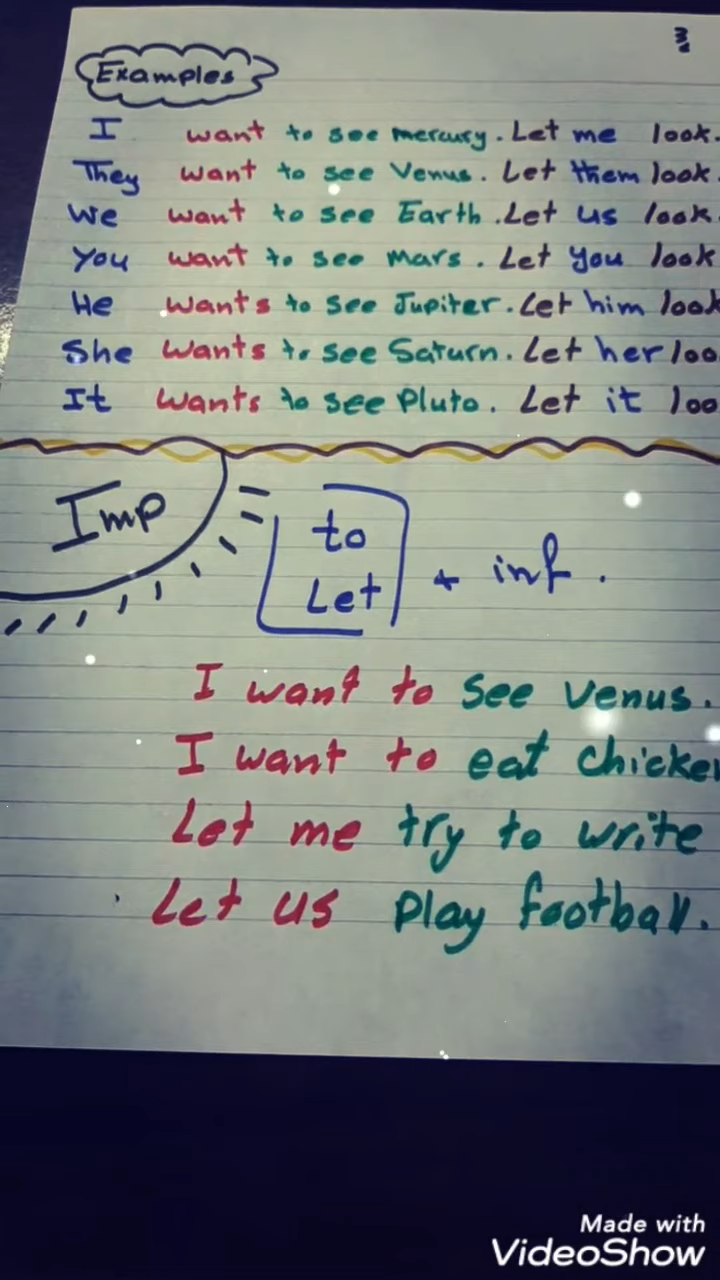 Examples
I want to see mercury. Let me look.
They want to see Venus. Let them look.
We want to see Earth. Let us look.
You want to see Mars. Let you look
He wants to see Jupiter. Let him look
She wants to see Saturn. Let her loo
It wants to see Pluto. Let it loo
Imp
to
Let + inf.
I want to see Venus.
I want to eat chicken
Let me try to write
Let us play football.
Made with
VideoShow